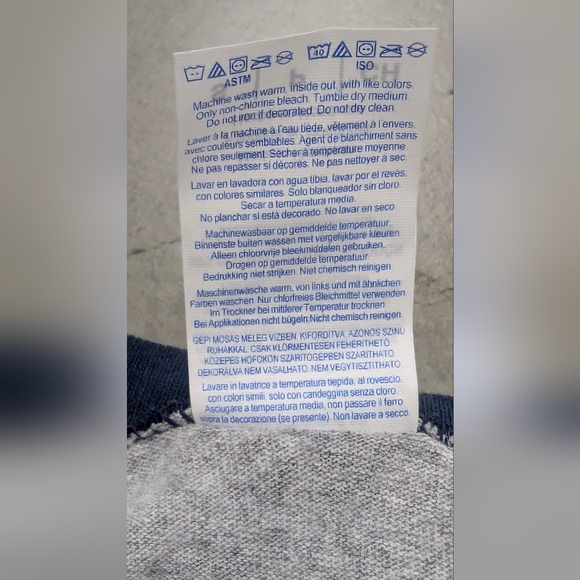 40
ASTM
ISO
Machine wash warm, inside out, with like colors
Only non-chlorine bleach. Tumble dry medium
Do not iron if decorated. Do not dry clean.
Laver à la machine à l'eau tiède, vêtement à l'envers,
avec couleurs semblables. Agent de blanchiment sans
chlore seulement. Sécher à température moyenne
Ne pas repasser si décorés. Ne pas nettoyer à sec.
Lavar en lavadora con agua tibia, lavar por el revés,
con colores similares. Solo blanqueador sin cloro.
Secar a temperatura media.
No planchar si está decorado. No lavar en seco
Machinewasbaar op gemiddelde temperatuur.
Binnenste buiten wassen met vergelijkbare kleuren
Alleen chloorvrije bleekmiddelen gebruiken.
Drogen op gemiddelde temperatuur.
Bedrukking niet strijken. Niet chemisch reinigen
Maschinenwäsche warm, von links und mit ähnlichen
Farben waschen. Nur chlorfreies Bleichmittel verwenden.
Im Trockner bei mittlerer Temperatur trocknen.
Bei Applikationen nicht bügeln.Nicht chemisch reinigen.
GÉPI MOSÁS MELEG VÍZBEN, KIFORDÍTVA, AZONOS SZÍNŰ
RUHÁKKAL. CSAK KLÓRMENTESEN FEHÉRÍTHETŐ.
KÖZEPES HŐFOKON SZÁRÍTÓGÉPBEN SZÁRÍTHATÓ.
DEKORÁLVA NEM VASALHATÓ. NEM VEGYTISZTÍTHATÓ.
Lavare in lavatrice a temperatura tiepida, al rovescio,
con colori simili, solo con candeggina senza cloro.
Asciugare a temperatura media, non passare il ferro
sopra la decorazione (se presente). Non lavare a secco.